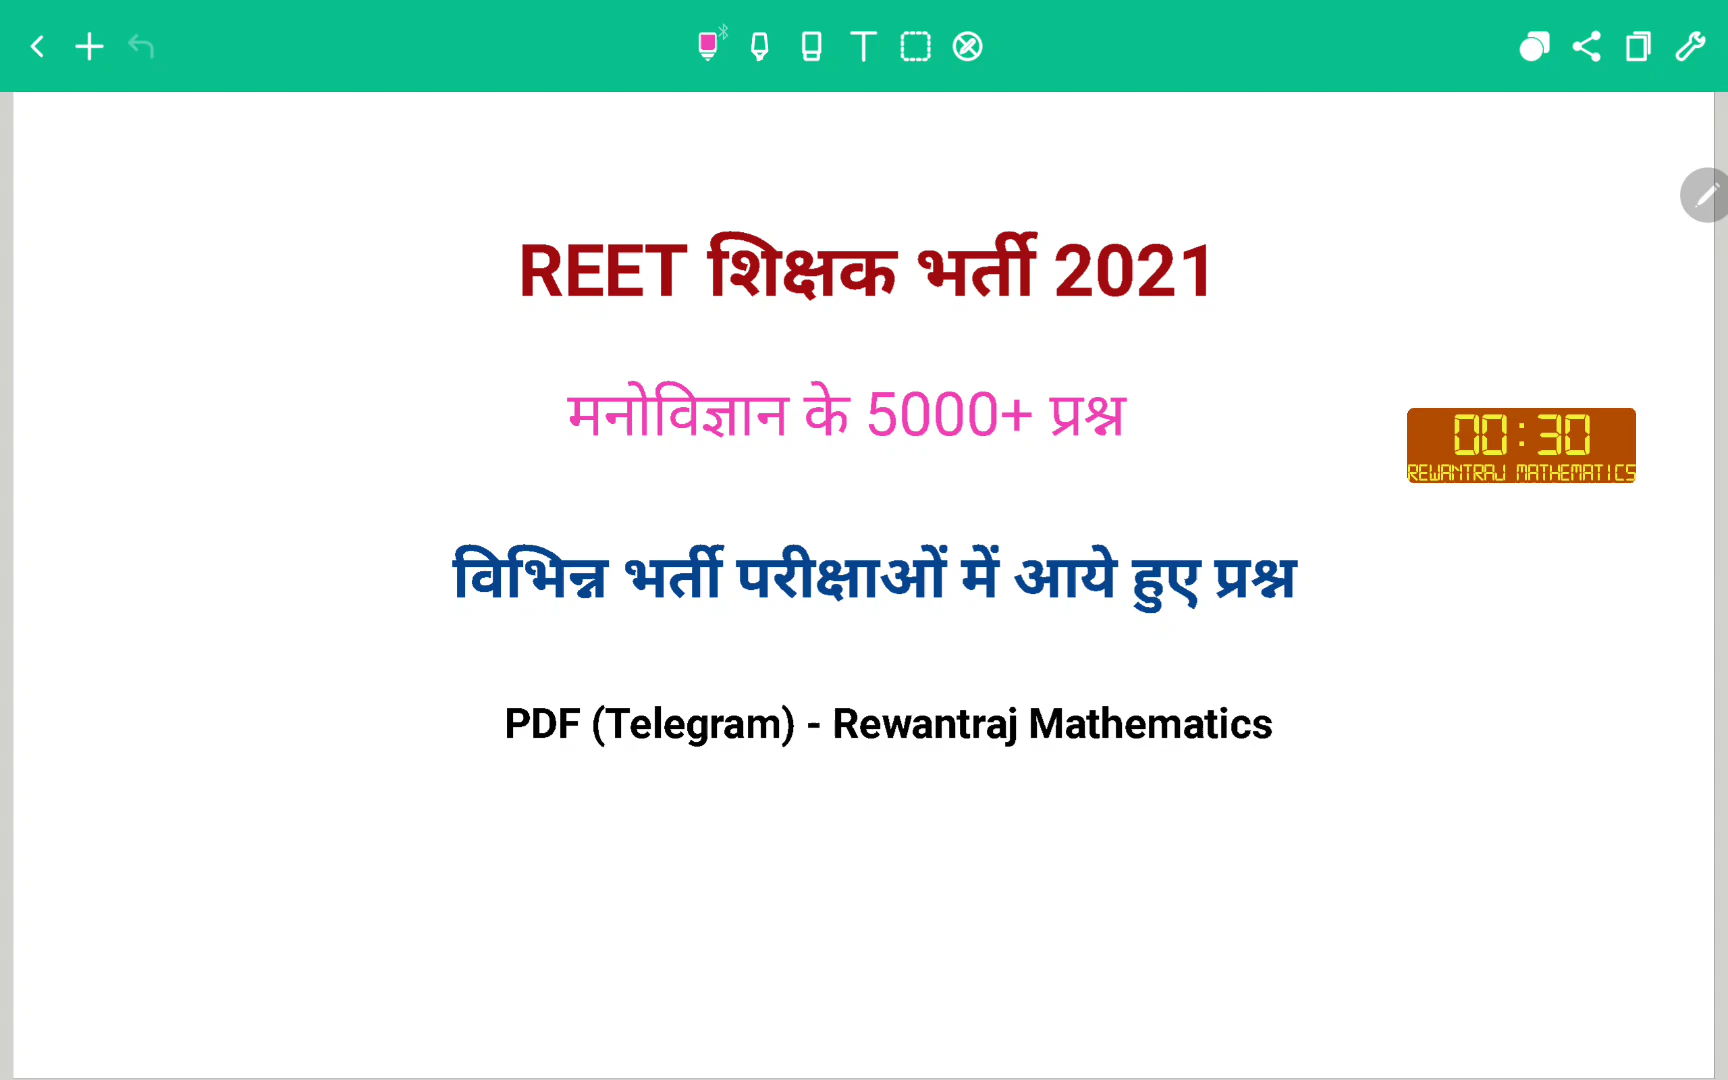 REET शिक्षक भर्ती 2021
मनोविज्ञान के 5000+ प्रश्न
00:30
REWANTRAJ MATHEMATICS
विभिन्न भर्ती परीक्षाओं में आये हुए प्रश्न
PDF (Telegram) - Rewantraj Mathematics